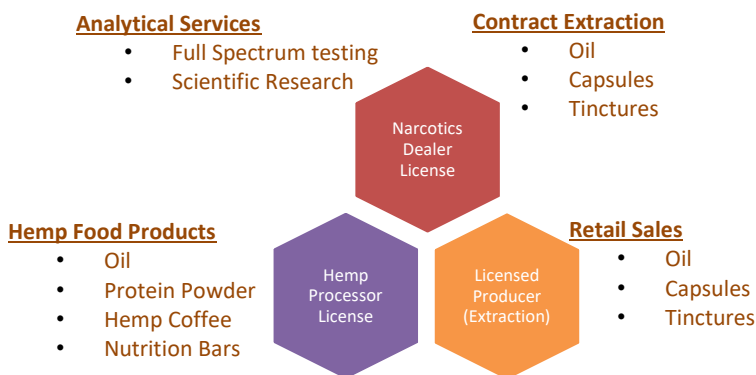 Analytical Services
• Full Spectrum testing
• Scientific Research
Contract Extraction
• Oil
• Capsules
• Tinctures
Narcotics
Dealer
License
Hemp Food Products
• Oil
• Protein Powder
• Hemp Coffee
• Nutrition Bars
Hemp
Processor
License
Licensed
Producer
(Extraction)
Retail Sales
• Oil
• Capsules
• Tinctures